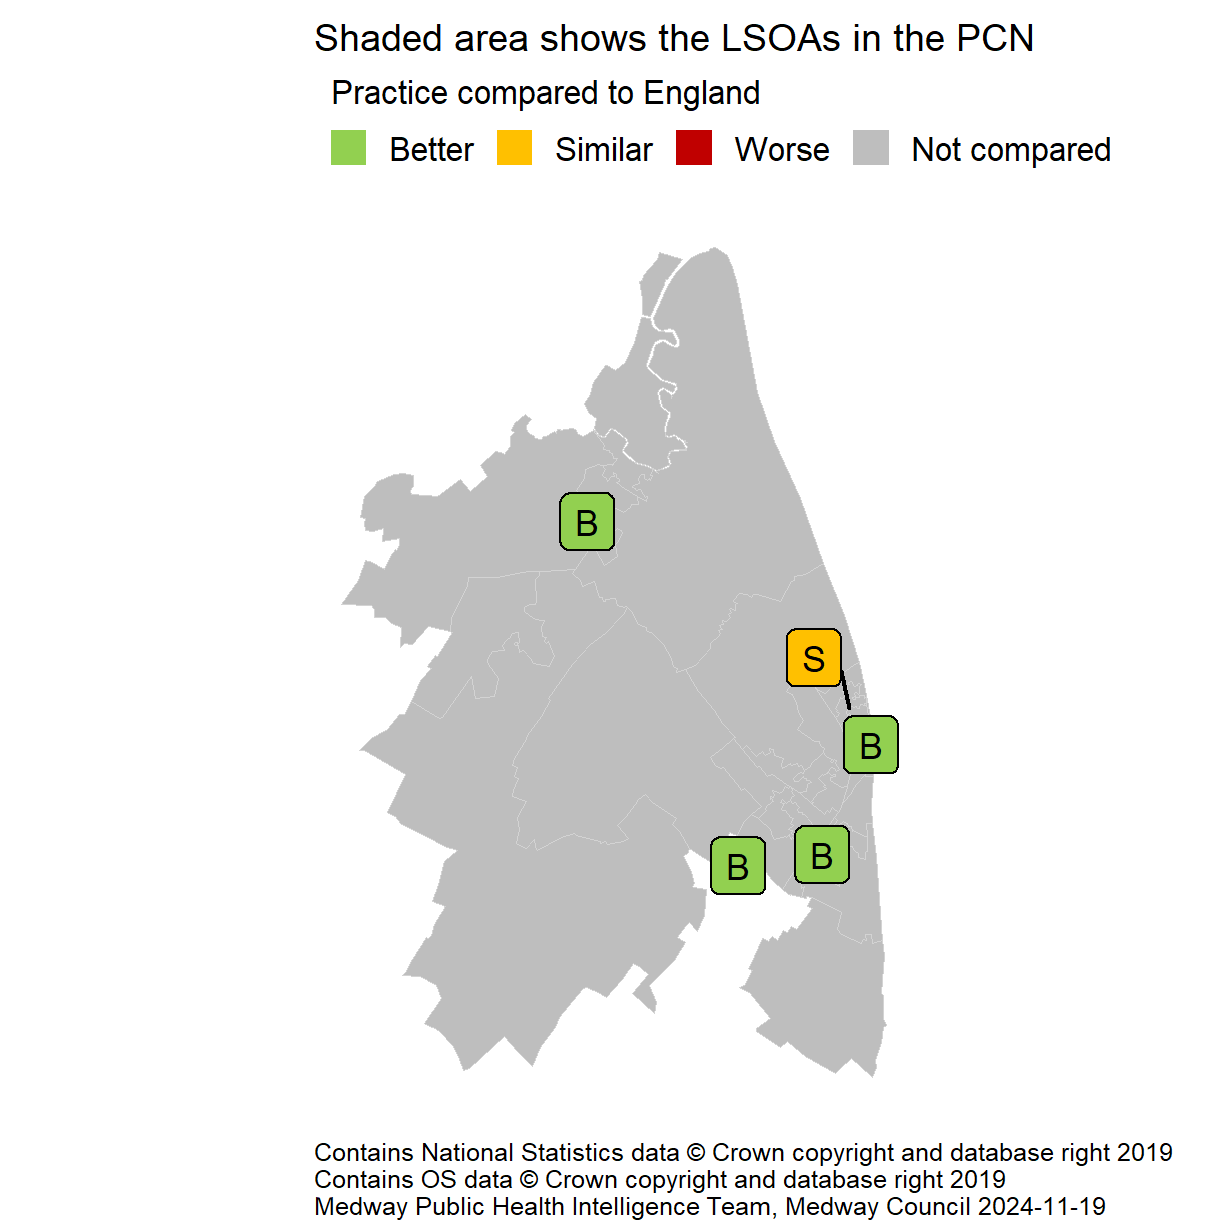 Shaded area shows the LSOAs in the PCN
Practice compared to England
Better Similar Worse Not compared
B
S
B
B
B
Contains National Statistics data © Crown copyright and database right 2019
Contains OS data © Crown copyright and database right 2019
Medway Public Health Intelligence Team, Medway Council 2024-11-19